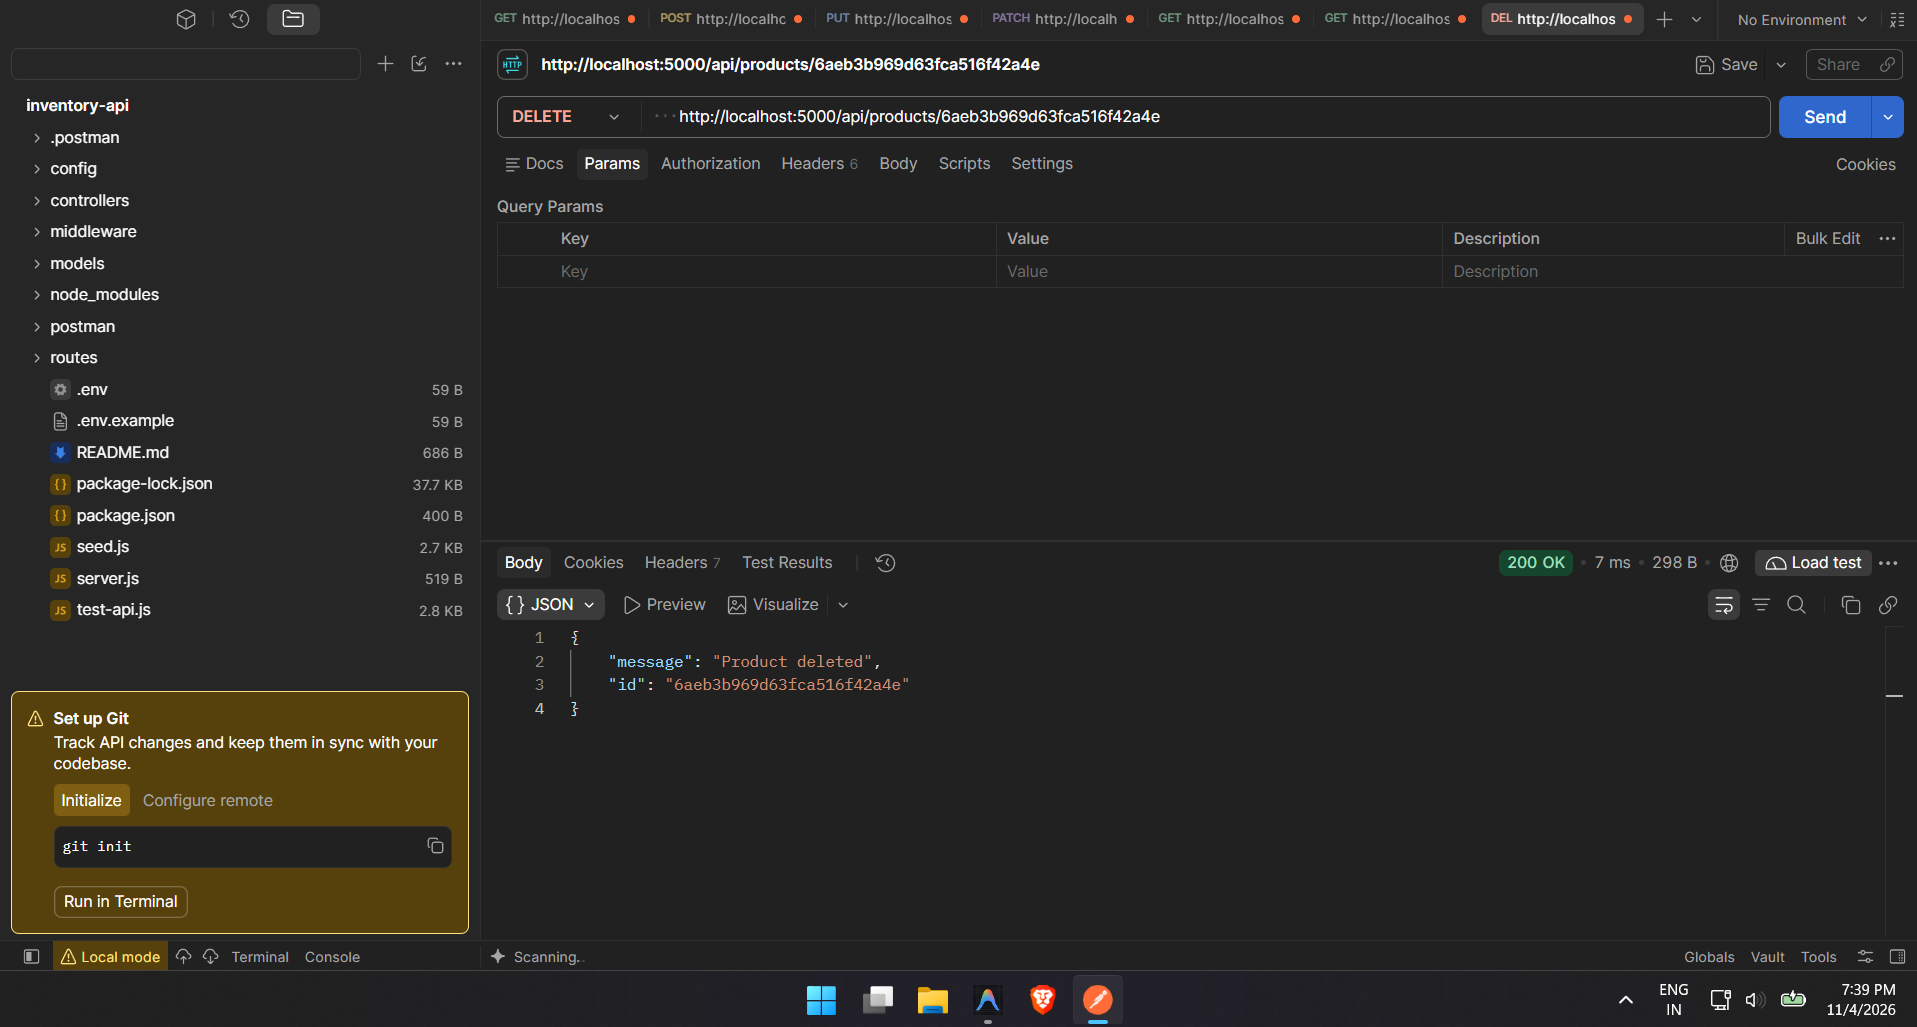 GET http://localhos
POST http://localhc
PUT http://localhos
PATCH http://localh
GET http://localhos
GET http://localhos
DEL http://localhos
No Environment
HTTP http://localhost:5000/api/products/6aeb3b969d63fca516f42a4e
Save
Share
inventory-api
.postman
config
controllers
middleware
models
node_modules
postman
routes
.env 59 B
.env.example 59 B
README.md 686 B
{} package-lock.json 37.7 KB
{} package.json 400 B
JS seed.js 2.7 KB
JS server.js 519 B
JS test-api.js 2.8 KB
Set up Git
Track API changes and keep them in sync with your
codebase.
Initialize Configure remote
git init
Run in Terminal
DELETE http://localhost:5000/api/products/6aeb3b969d63fca516f42a4e
Send
Docs Params Authorization Headers 6 Body Scripts Settings Cookies
Query Params
Key Value Description Bulk Edit
Key Value Description
Body Cookies Headers 7 Test Results
200 OK • 7 ms • 298 B
Load test
{} JSON Preview Visualize
1 {
2 "message": "Product deleted",
3 "id": "6aeb3b969d63fca516f42a4e"
4 }
Local mode Terminal Console
Scanning..
Globals Vault Tools
ENG
IN
7:39 PM
11/4/2026